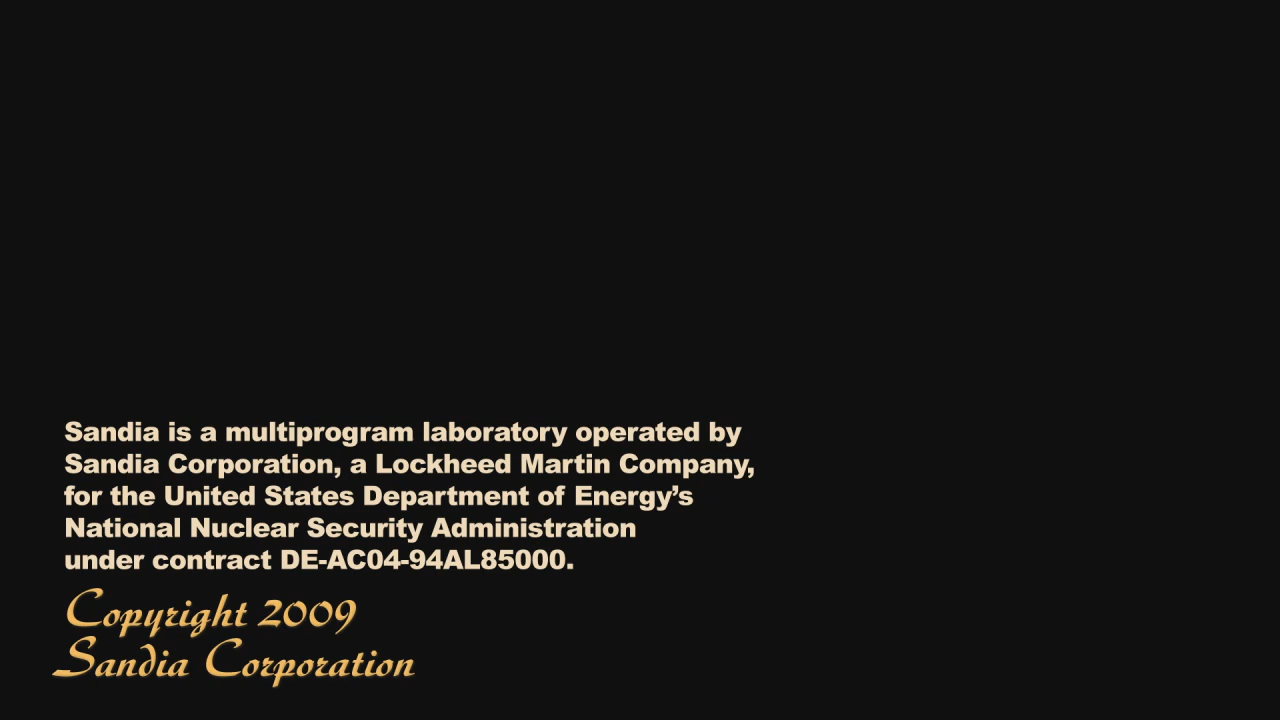 Sandia is a multiprogram laboratory operated by
Sandia Corporation, a Lockheed Martin Company,
for the United States Department of Energy’s
National Nuclear Security Administration
under contract DE-AC04-94AL85000.
Copyright 2009
Sandia Corporation